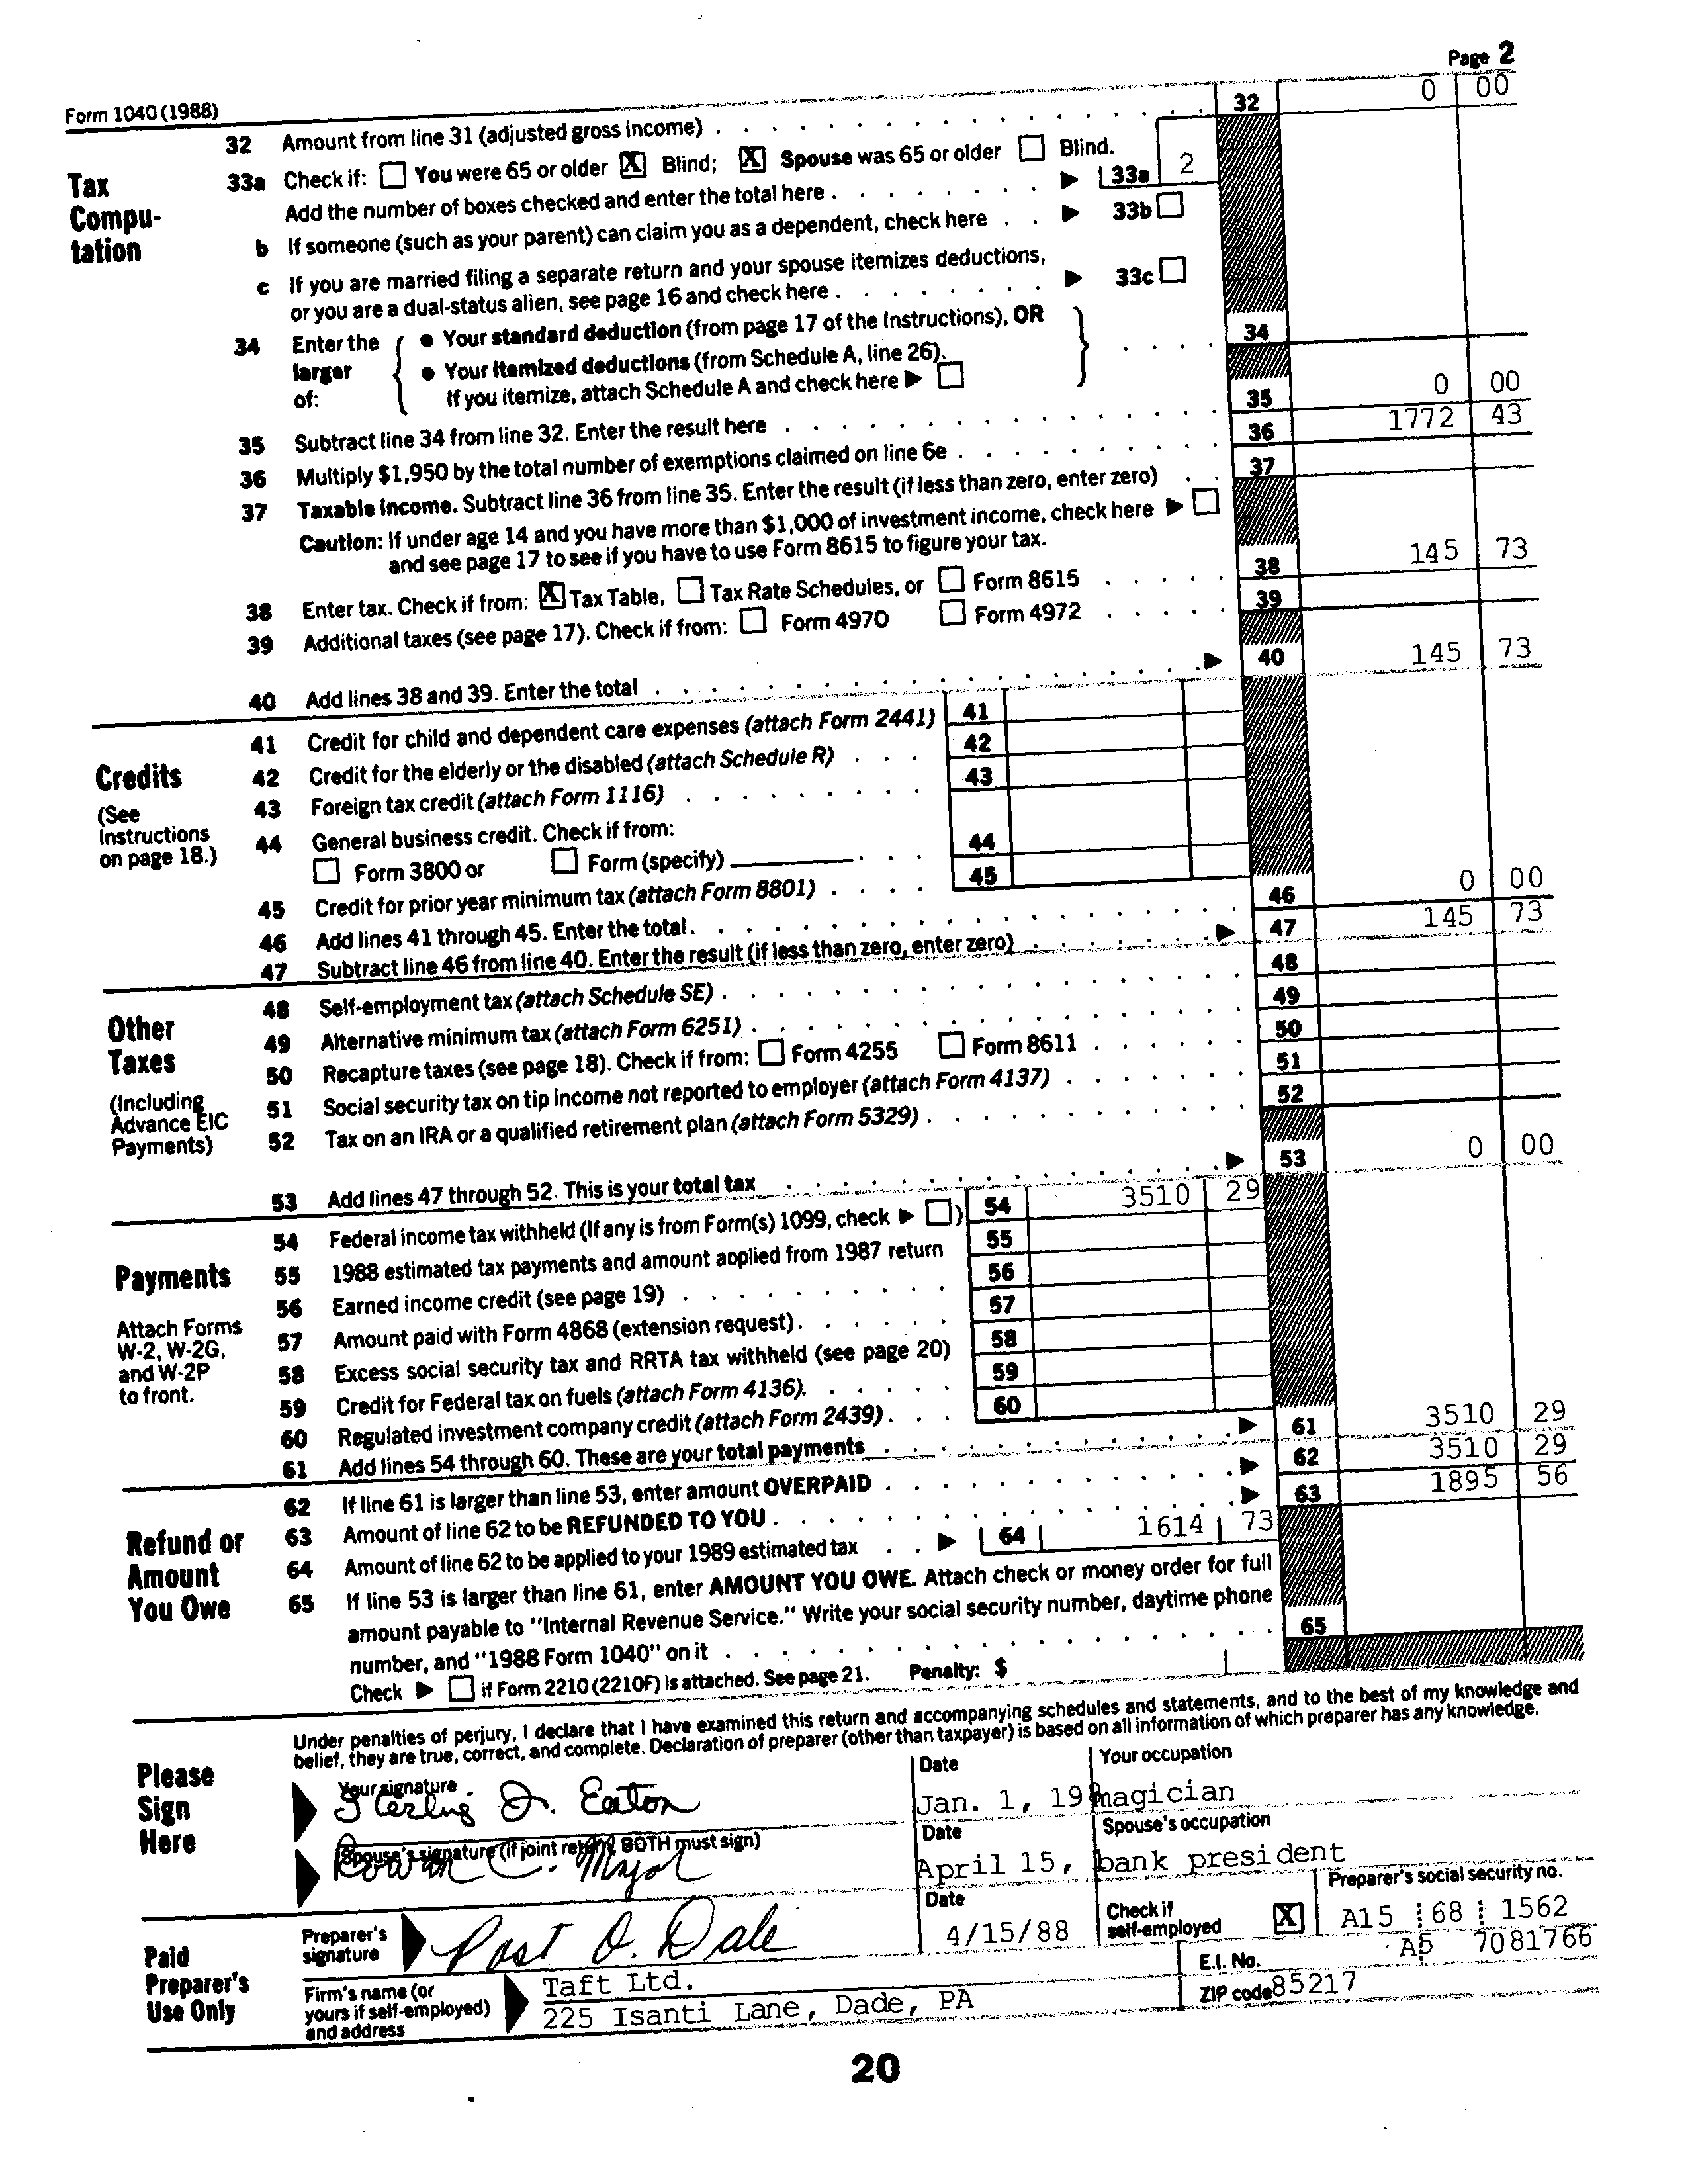 Page 2
Form 1040 (1988)
32 Amount from line 31 (adjusted gross income) . . . 32 0 00
Tax Compu- tation
33a Check if: ☐ You were 65 or older ☒ Blind; ☒ Spouse was 65 or older ☐ Blind.
Add the number of boxes checked and enter the total here . . . ▶ 33a 2
b If someone (such as your parent) can claim you as a dependent, check here . . ▶ 33b ☐
c If you are married filing a separate return and your spouse itemizes deductions,
or you are a dual-status alien, see page 16 and check here . . . ▶ 33c ☐
34 Enter the larger of: { ● Your standard deduction (from page 17 of the Instructions), OR
● Your itemized deductions (from Schedule A, line 26).
If you itemize, attach Schedule A and check here ▶ ☐ } . . . . 34
35 Subtract line 34 from line 32. Enter the result here . . . 35 0 00
36 Multiply $1,950 by the total number of exemptions claimed on line 6e . . . 36 1772 43
37 Taxable income. Subtract line 36 from line 35. Enter the result (if less than zero, enter zero) . . 37
Caution: If under age 14 and you have more than $1,000 of investment income, check here ▶ ☐
and see page 17 to see if you have to use Form 8615 to figure your tax.
38 Enter tax. Check if from: ☒ Tax Table, ☐ Tax Rate Schedules, or ☐ Form 8615 . . . 38 145 73
39 Additional taxes (see page 17). Check if from: ☐ Form 4970 ☐ Form 4972 . . . 39
40 Add lines 38 and 39. Enter the total . . . ▶ 40 145 73
Credits
(See Instructions on page 18.)
41 Credit for child and dependent care expenses (attach Form 2441) 41
42 Credit for the elderly or the disabled (attach Schedule R) . . . 42
43 Foreign tax credit (attach Form 1116) . . . 43
44 General business credit. Check if from:
☐ Form 3800 or ☐ Form (specify) . . . 44
45 Credit for prior year minimum tax (attach Form 8801) . . . 45
46 Add lines 41 through 45. Enter the total . . . 46 0 00
47 Subtract line 46 from line 40. Enter the result (if less than zero, enter zero) . . . ▶ 47 145 73
Other Taxes
(Including Advance EIC Payments)
48 Self-employment tax (attach Schedule SE) . . . 48
49 Alternative minimum tax (attach Form 6251) . . . 49
50 Recapture taxes (see page 18). Check if from: ☐ Form 4255 ☐ Form 8611 . . . 50
51 Social security tax on tip income not reported to employer (attach Form 4137) . . . 51
52 Tax on an IRA or a qualified retirement plan (attach Form 5329) . . . 52
53 Add lines 47 through 52. This is your total tax . . . ▶ 53 0 00
Payments
Attach Forms W-2, W-2G, and W-2P to front.
54 Federal income tax withheld (If any is from Form(s) 1099, check ▶ ☐) 54 3510 29
55 1988 estimated tax payments and amount applied from 1987 return 55
56 Earned income credit (see page 19) . . . 56
57 Amount paid with Form 4868 (extension request) . . . 57
58 Excess social security tax and RRTA tax withheld (see page 20) 58
59 Credit for Federal tax on fuels (attach Form 4136) . . . 59
60 Regulated investment company credit (attach Form 2439) . . . 60
61 Add lines 54 through 60. These are your total payments . . . ▶ 61 3510 29
Refund or Amount You Owe
62 If line 61 is larger than line 53, enter amount OVERPAID . . . ▶ 62 3510 29
63 Amount of line 62 to be REFUNDED TO YOU . . . ▶ 63 1895 56
64 Amount of line 62 to be applied to your 1989 estimated tax . . ▶ 64 1614 73
65 If line 53 is larger than line 61, enter AMOUNT YOU OWE. Attach check or money order for full
amount payable to "Internal Revenue Service." Write your social security number, daytime phone
number, and "1988 Form 1040" on it . . . 65
Check ▶ ☐ if Form 2210 (2210F) is attached. See page 21. Penalty: $
Please Sign Here
Under penalties of perjury, I declare that I have examined this return and accompanying schedules and statements, and to the best of my knowledge and
belief, they are true, correct, and complete. Declaration of preparer (other than taxpayer) is based on all information of which preparer has any knowledge.
Your signature Date Your occupation
Sterling J. Eaton Jan. 1, 198 magician
Spouse's signature (if joint return, BOTH must sign) Date Spouse's occupation
Rowan C. Major April 15, bank president
Paid Preparer's Use Only
Preparer's signature Date Check if self-employed ☒ Preparer's social security no.
Post O. Dale 4/15/88 A15 68 1562
Firm's name (or yours if self-employed) and address E.I. No. A5 7081766
Taft Ltd.
225 Isanti Lane, Dade, PA ZIP code 85217
20